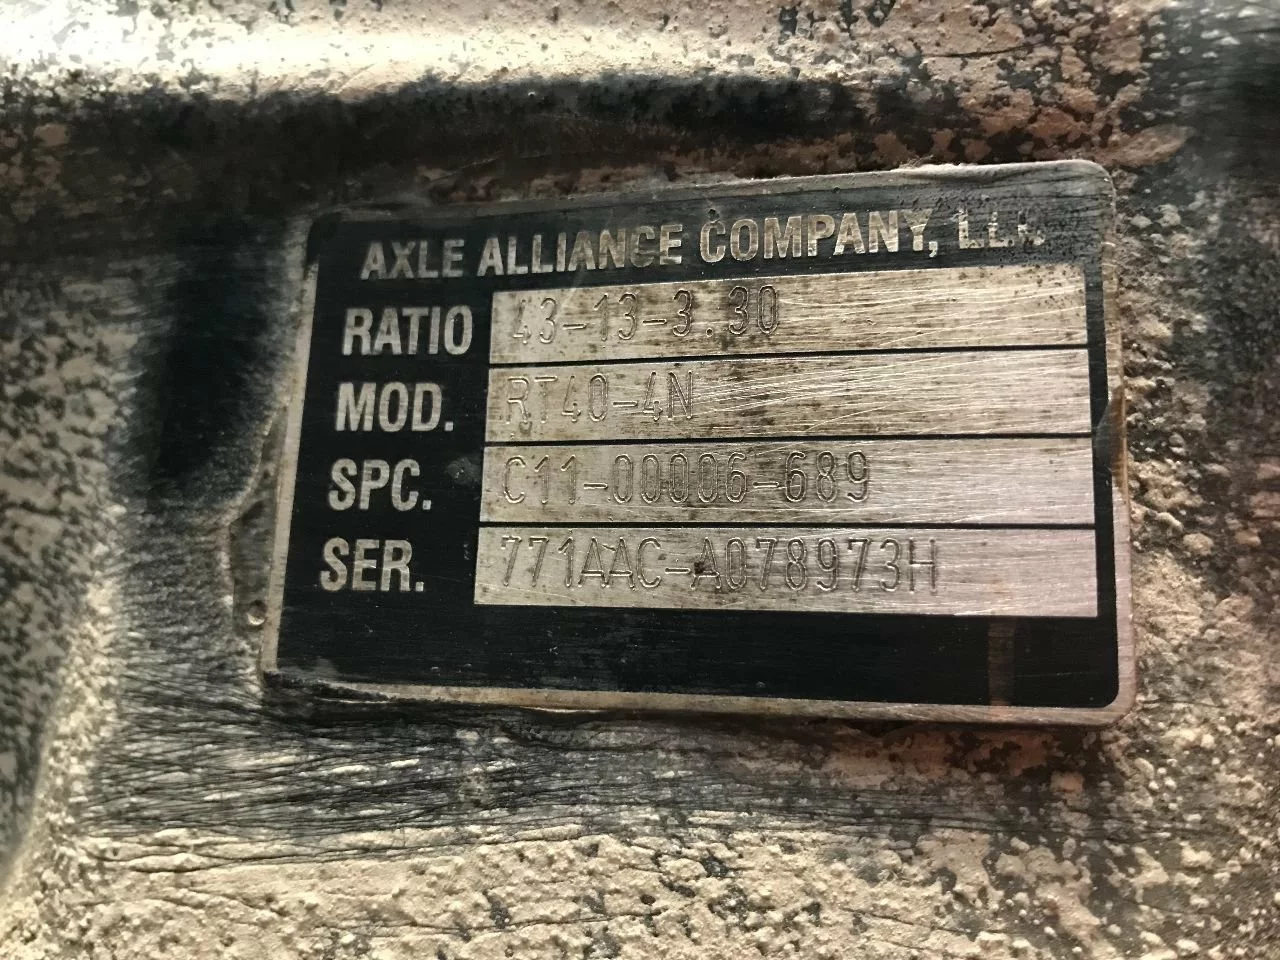 AXLE ALLIANCE COMPANY, LLC.
RATIO 43-13-3.30
MOD. RT40-4N
SPC. C11-00006-689
SER. 771AAC-A078973H